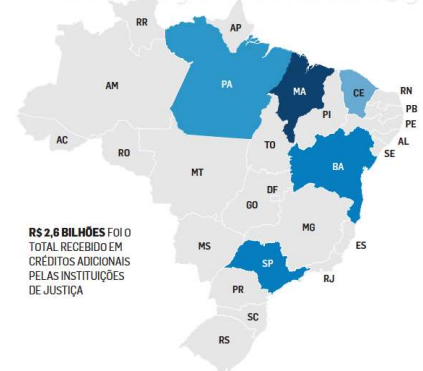 RR
AP
AM
PA
MA
CE
RN
PB
PE
AL
SE
PI
AC
RO
TO
BA
MT
DF
GO
MG
ES
MS
SP
RJ
PR
SC
RS
R$ 2,6 BILHÕES FOI O
TOTAL RECEBIDO EM
CRÉDITOS ADICIONAIS
PELAS INSTITUIÇÕES
DE JUSTIÇA